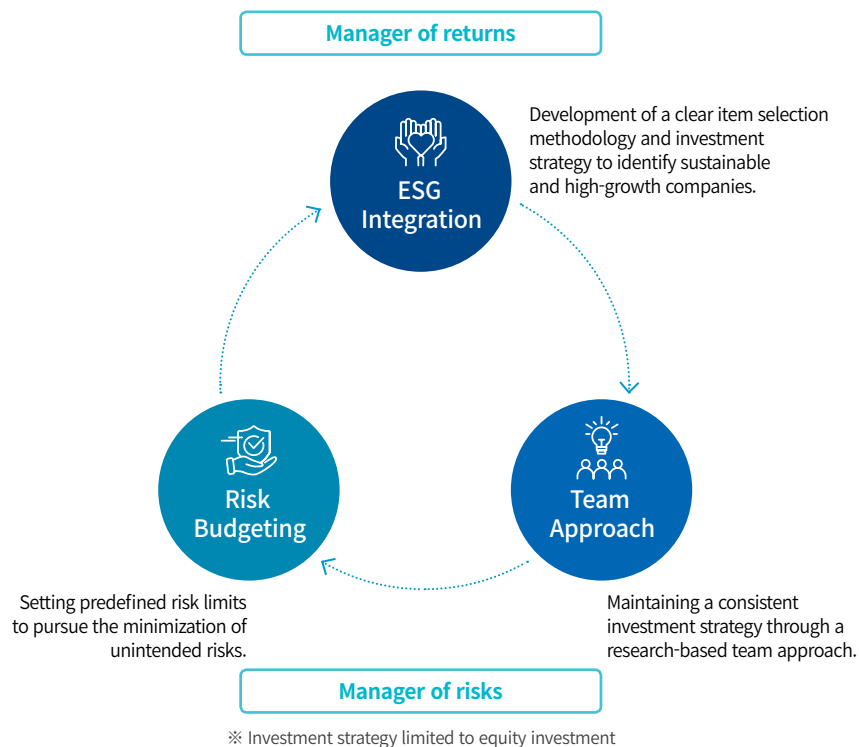 Manager of returns
ESG
Integration
Development of a clear item selection
methodology and investment
strategy to identify sustainable
and high-growth companies.
Risk
Budgeting
Setting predefined risk limits
to pursue the minimization of
unintended risks.
Team
Approach
Maintaining a consistent
investment strategy through a
research-based team approach.
Manager of risks
※ Investment strategy limited to equity investment